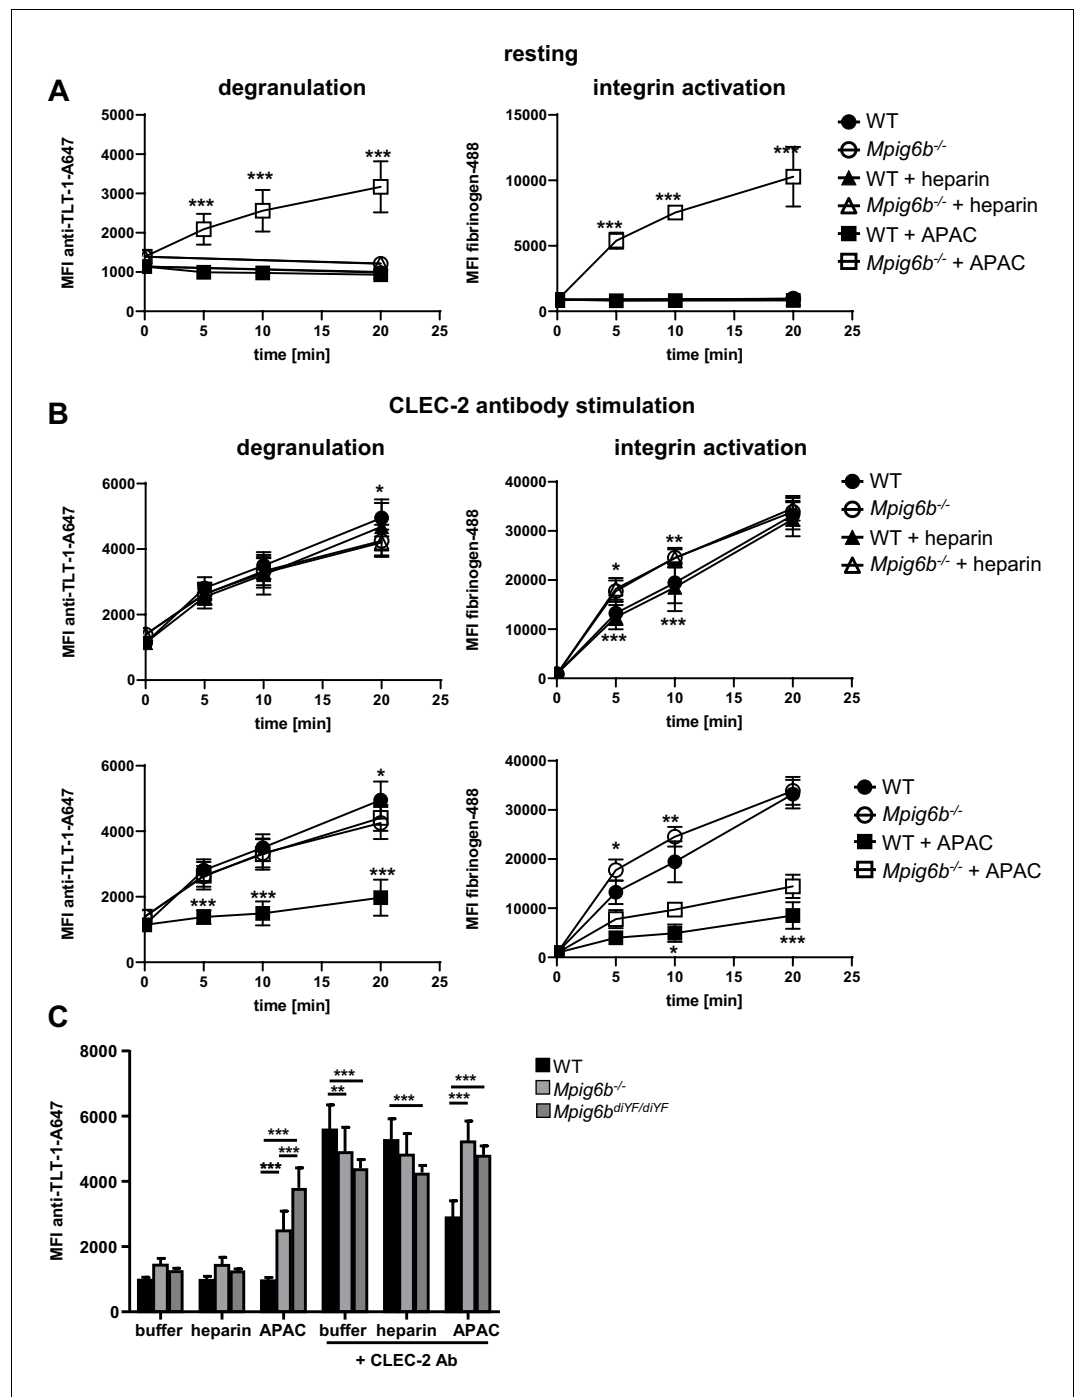 resting
A
degranulation
integrin activation
MFI anti-TLT-1-A647
5000
4000
3000
2000
1000
0
***
***
***
0 5 10 15 20 25
time [min]
MFI fibrinogen-488
15000
10000
5000
0
***
***
***
0 5 10 15 20 25
time [min]
WT
Mpig6b-/-
WT + heparin
Mpig6b-/- + heparin
WT + APAC
Mpig6b-/- + APAC
B
CLEC-2 antibody stimulation
degranulation
integrin activation
MFI anti-TLT-1-A647
6000
4000
2000
0
*
0 5 10 15 20 25
time [min]
MFI fibrinogen-488
40000
30000
20000
10000
0
*
**
***
***
0 5 10 15 20 25
time [min]
WT
Mpig6b-/-
WT + heparin
Mpig6b-/- + heparin
MFI anti-TLT-1-A647
6000
4000
2000
0
*
***
***
***
0 5 10 15 20 25
time [min]
MFI fibrinogen-488
40000
30000
20000
10000
0
*
**
*
***
0 5 10 15 20 25
time [min]
WT
Mpig6b-/-
WT + APAC
Mpig6b-/- + APAC
C
MFI anti-TLT-1-A647
8000
6000
4000
2000
0
***
***
***
***
**
***
***
***
buffer heparin APAC buffer heparin APAC
+ CLEC-2 Ab
WT
Mpig6b-/-
Mpig6bdiYF/diYF